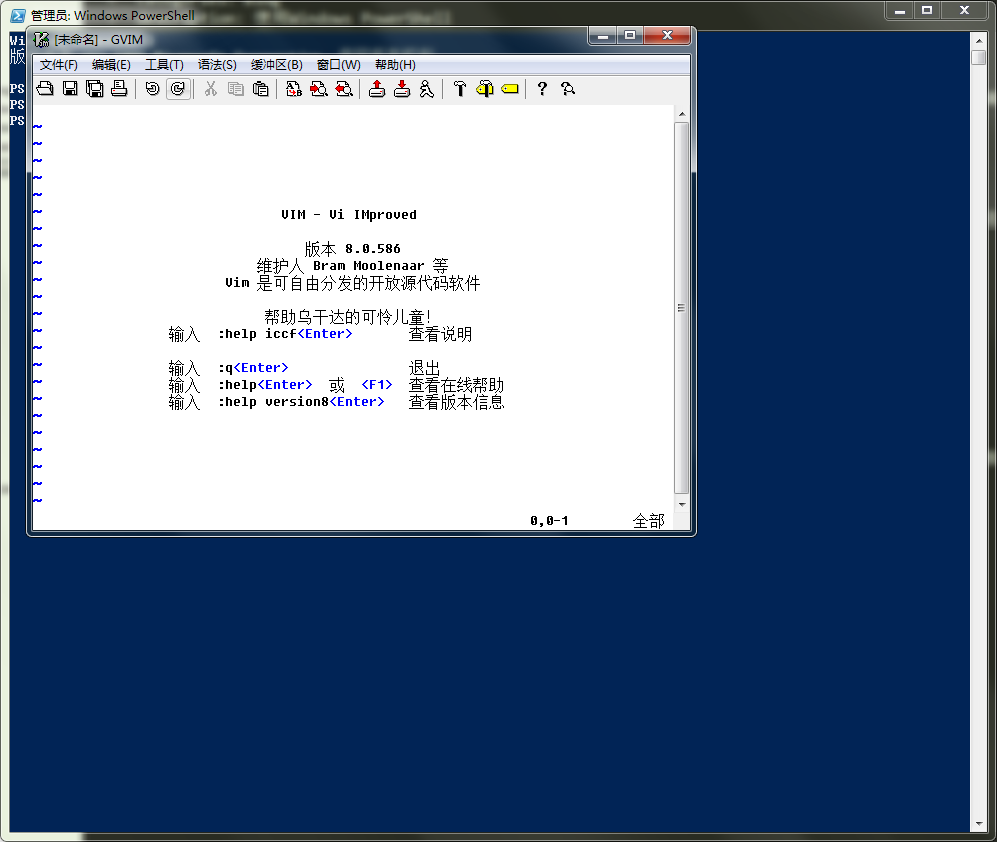 管理员: Windows PowerShell
Wi
版
PS
PS
PS
[未命名] - GVIM
文件(F) 编辑(E) 工具(T) 语法(S) 缓冲区(B) 窗口(W) 帮助(H)
~
~
~
~
~
~
VIM - Vi IMproved
~
~
版本 8.0.586
~
维护人 Bram Moolenaar 等
~
Vim 是可自由分发的开放源代码软件
~
~
帮助乌干达的可怜儿童!
~
输入 :help iccf<Enter> 查看说明
~
~
输入 :q<Enter> 退出
~
输入 :help<Enter> 或 <F1> 查看在线帮助
~
输入 :help version8<Enter> 查看版本信息
~
~
~
~
~
~
0,0-1 全部